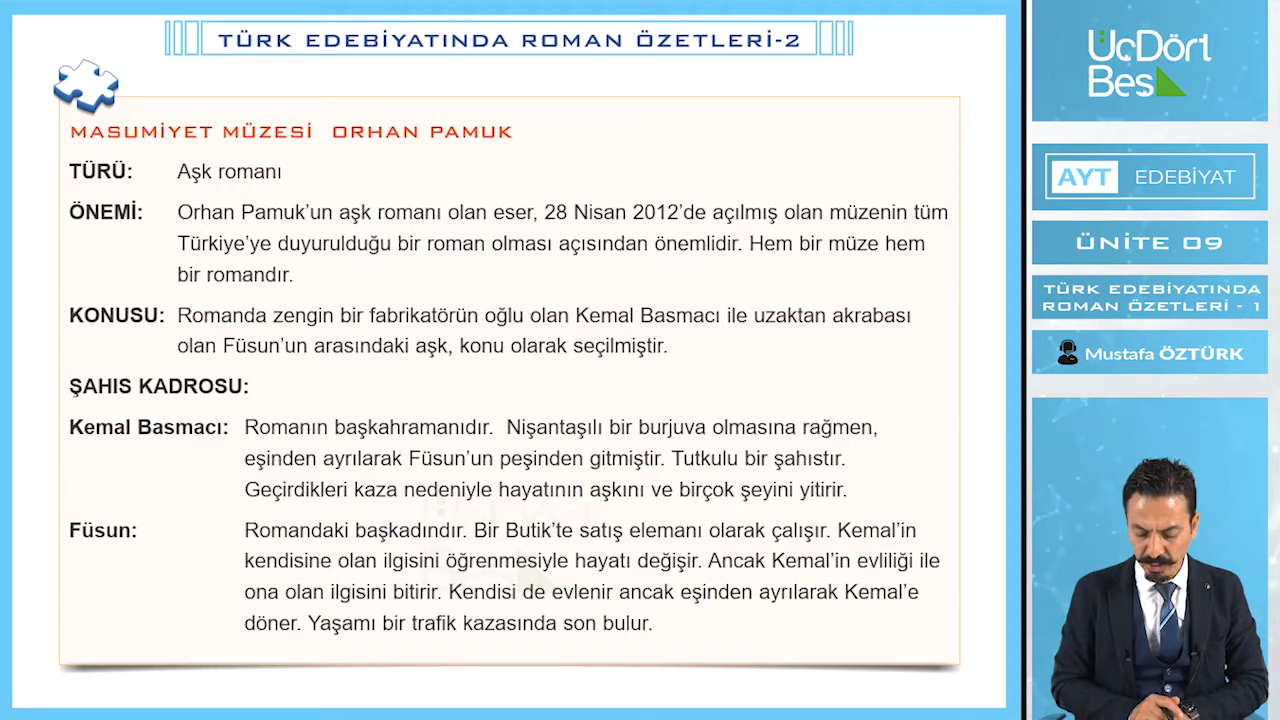 TÜRK EDEBİYATINDA ROMAN ÖZETLERİ-2
MASUMİYET MÜZESİ ORHAN PAMUK
TÜRÜ: Aşk romanı
ÖNEMİ: Orhan Pamuk'un aşk romanı olan eser, 28 Nisan 2012'de açılmış olan müzenin tüm
Türkiye'ye duyurulduğu bir roman olması açısından önemlidir. Hem bir müze hem
bir romandır.
KONUSU: Romanda zengin bir fabrikatörün oğlu olan Kemal Basmacı ile uzaktan akrabası
olan Füsun'un arasındaki aşk, konu olarak seçilmiştir.
ŞAHIS KADROSU:
Kemal Basmacı: Romanın başkahramanıdır. Nişantaşılı bir burjuva olmasına rağmen,
eşinden ayrılarak Füsun'un peşinden gitmiştir. Tutkulu bir şahıstır.
Geçirdikleri kaza nedeniyle hayatının aşkını ve birçok şeyini yitirir.
Füsun: Romandaki başkadındır. Bir Butik'te satış elemanı olarak çalışır. Kemal'in
kendisine olan ilgisini öğrenmesiyle hayatı değişir. Ancak Kemal'in evliliği ile
ona olan ilgisini bitirir. Kendisi de evlenir ancak eşinden ayrılarak Kemal'e
döner. Yaşamı bir trafik kazasında son bulur.
ÜçDört
Beş
AYT EDEBİYAT
ÜNİTE 09
TÜRK EDEBİYATINDA
ROMAN ÖZETLERİ - 1
Mustafa ÖZTÜRK